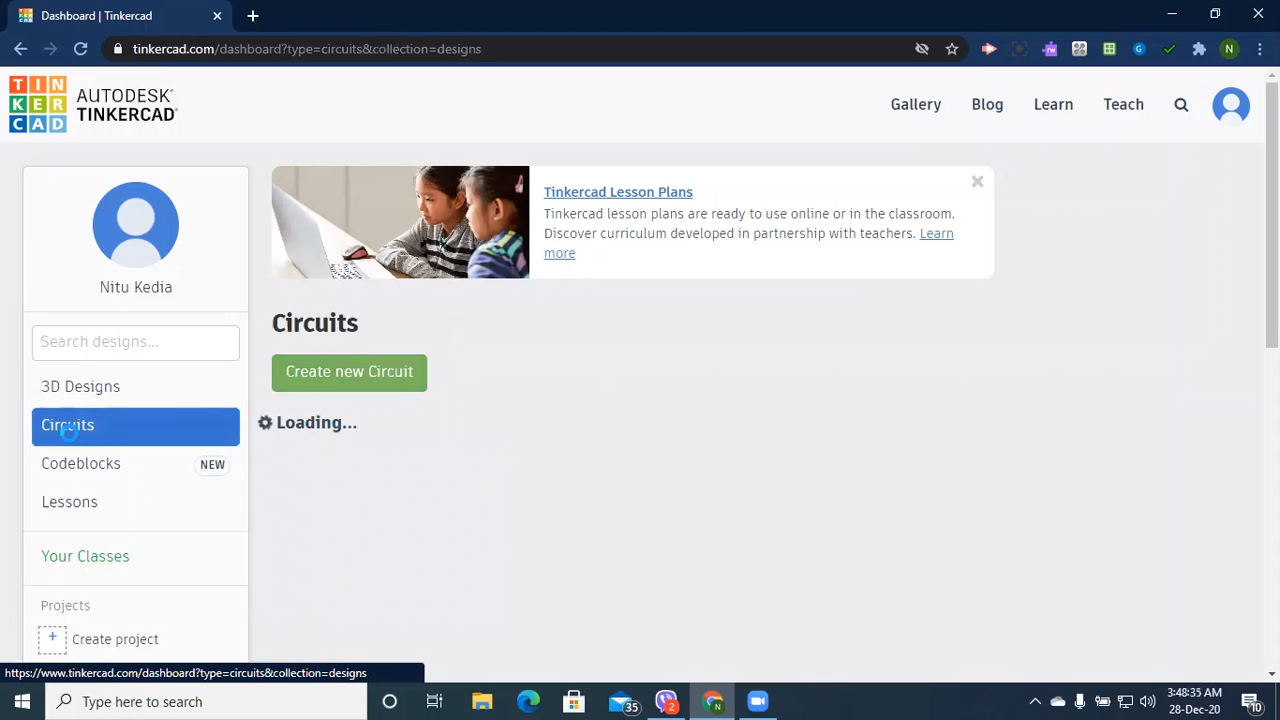 Dashboard | Tinkercad
tinkercad.com/dashboard?type=circuits&collection=designs
N
TIN
KER
CAD
AUTODESK
TINKERCAD
Gallery
Blog
Learn
Teach
Tinkercad Lesson Plans
Tinkercad lesson plans are ready to use online or in the classroom.
Discover curriculum developed in partnership with teachers. Learn
more
Nitu Kedia
Search designs...
3D Designs
Circuits
Codeblocks
NEW
Lessons
Your Classes
Projects
Create project
Circuits
Create new Circuit
Loading...
https://www.tinkercad.com/dashboard?type=circuits&collection=designs
Type here to search
35
2
N
3:48:35 AM
28-Dec-20
10